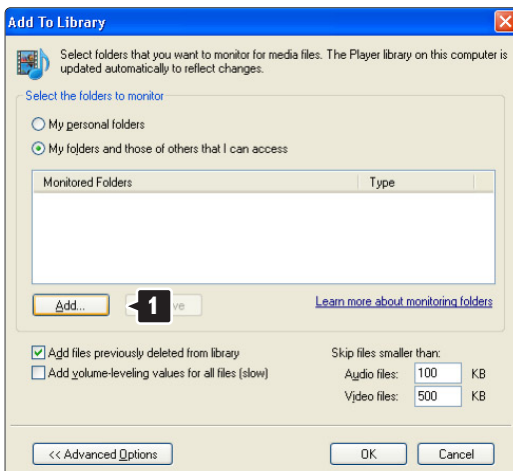 Add To Library
Select folders that you want to monitor for media files. The Player library on this computer is
updated automatically to reflect changes.
Select the folders to monitor
My personal folders
My folders and those of others that I can access
Monitored Folders Type
Add... 1
Learn more about monitoring folders
Add files previously deleted from library
Add volume-leveling values for all files (slow)
Skip files smaller than:
Audio files: 100 KB
Video files: 500 KB
<< Advanced Options OK Cancel